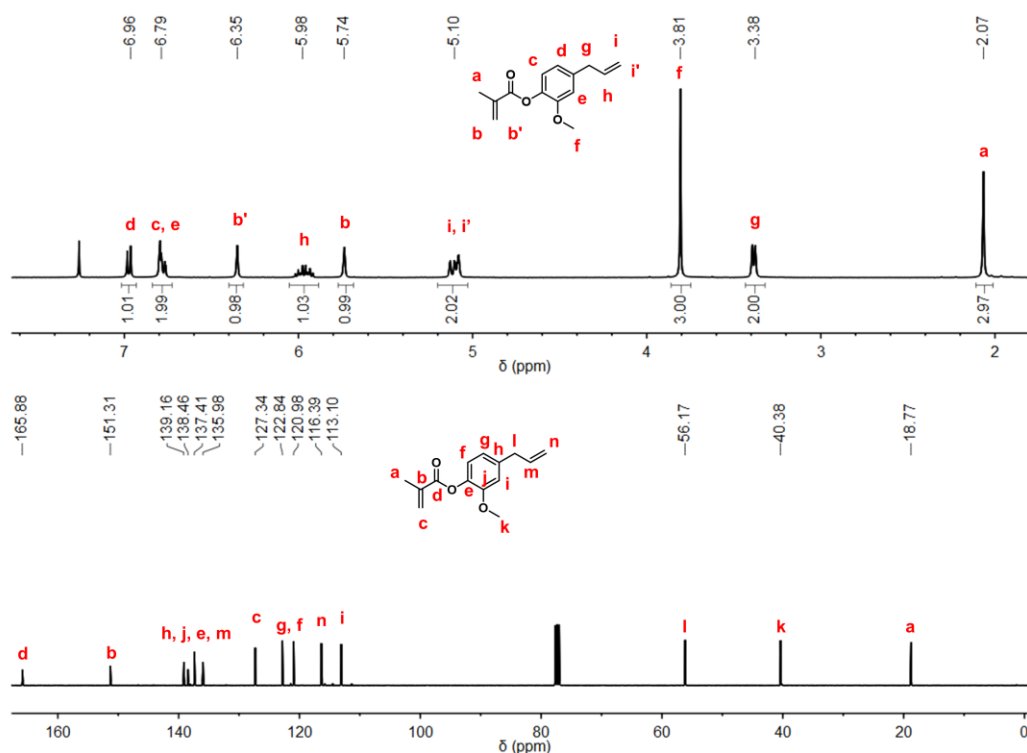 6.96 6.79 6.35 5.98 5.74 5.10 3.81 3.38 2.07
a O O O b b' c d e f g h i i'
d c, e b' h b i, i’ f g a
1.01 1.99 0.98 1.03 0.99 2.02 3.00 2.00 2.97
7 6 5 4 3 2
δ (ppm)
165.88 151.31 139.16 138.46 137.41 135.98 127.34 122.84 120.98 116.39 113.10 56.17 40.38 18.77
a b c d O O O e f g h i j k l m n
d b h, j, e, m c g, f n i l k a
160 140 120 100 80 60 40 20 0
δ (ppm)